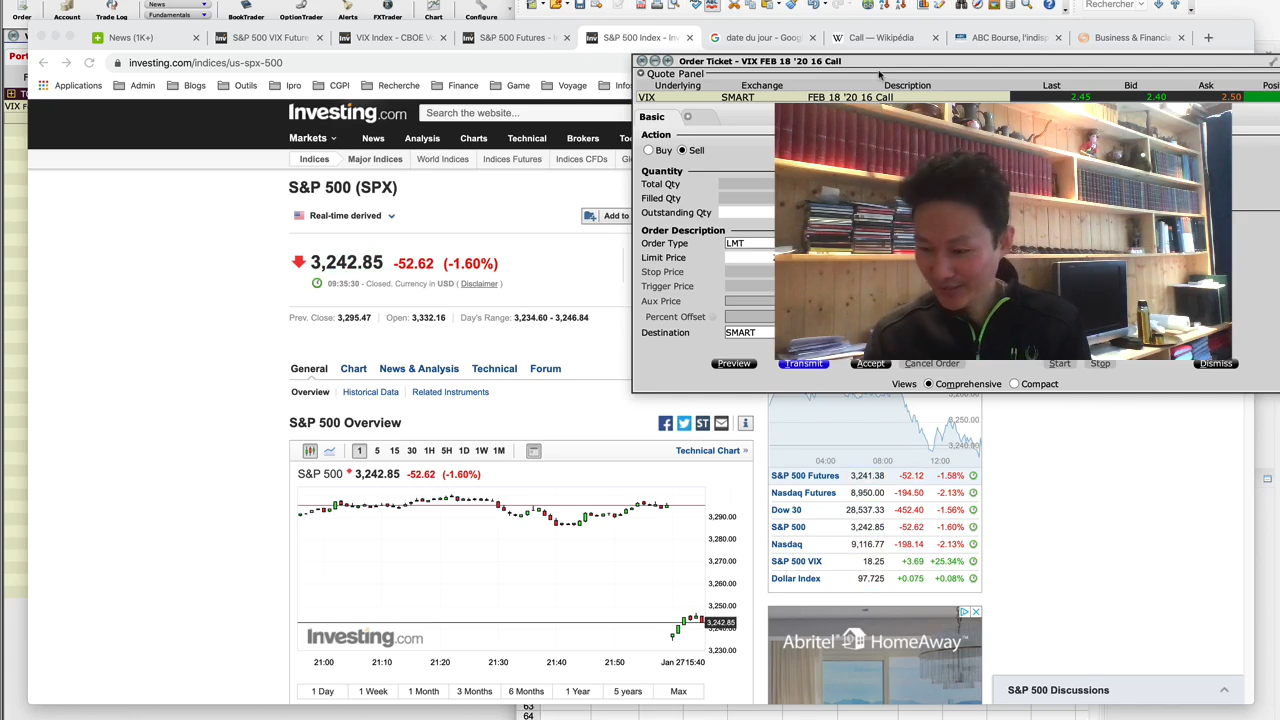 Order
Account
Trade Log
News
Fundamentals
BookTrader
OptionTrader
Alerts
FXTrader
Chart
Configure
Rechercher
News (1K+)
S&P 500 VIX Future
VIX Index - CBOE V
S&P 500 Futures - I
S&P 500 Index - Inv
date du jour - Goog
Call — Wikipédia
ABC Bourse, l'indisp
Business & Financia
investing.com/indices/us-spx-500
Applications
Admin
Blogs
Outils
Ipro
CGPI
Recherche
Finance
Game
Voyage
Order Ticket - VIX FEB 18 '20 16 Call
Quote Panel
Underlying Exchange Description Last Bid Ask Posi
VIX SMART FEB 18 '20 16 Call 2.45 2.40 2.50
Investing.com
Search the website...
Markets News Analysis Charts Technical Brokers To
Indices Major Indices World Indices Indices Futures Indices CFDs Gl
S&P 500 (SPX)
Real-time derived
Add to
3,242.85 -52.62 (-1.60%)
09:35:30 - Closed. Currency in USD ( Disclaimer )
Prev. Close: 3,295.47 Open: 3,332.16 Day's Range: 3,234.60 - 3,246.84
Basic
Action
Buy Sell
Quantity
Total Qty
Filled Qty
Outstanding Qty
Order Description
Order Type LMT
Limit Price
Stop Price
Trigger Price
Aux Price
Percent Offset
Destination SMART
Preview Transmit Accept Cancel Order Start Stop Dismiss
Views Comprehensive Compact
General Chart News & Analysis Technical Forum
Overview Historical Data Related Instruments
S&P 500 Overview
1 5 15 30 1H 5H 1D 1W 1M
Technical Chart »
S&P 500 3,242.85 -52.62 (-1.60%)
3,290.00
3,280.00
3,270.00
3,260.00
3,250.00
3,242.85
3,230.00
Investing.com
21:00 21:10 21:20 21:30 21:40 21:50 Jan 27 15:40
1 Day 1 Week 1 Month 3 Months 6 Months 1 Year 5 years Max
3,250.00
3,240.00
04:00 08:00 12:00
S&P 500 Futures 3,241.38 -52.12 -1.58%
Nasdaq Futures 8,950.00 -194.50 -2.13%
Dow 30 28,537.33 -452.40 -1.56%
S&P 500 3,242.85 -52.62 -1.60%
Nasdaq 9,116.77 -198.14 -2.13%
S&P 500 VIX 18.25 +3.69 +25.34%
Dollar Index 97.725 +0.075 +0.08%
Abritel HomeAway™
S&P 500 Discussions
63
64